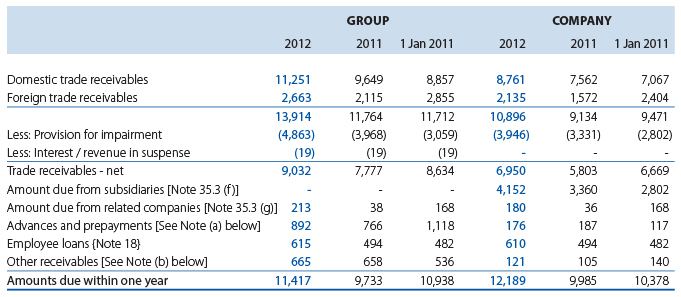 GROUP COMPANY
2012 2011 1 Jan 2011 2012 2011 1 Jan 2011
Domestic trade receivables 11,251 9,649 8,857 8,761 7,562 7,067
Foreign trade receivables 2,663 2,115 2,855 2,135 1,572 2,404
13,914 11,764 11,712 10,896 9,134 9,471
Less: Provision for impairment (4,863) (3,968) (3,059) (3,946) (3,331) (2,802)
Less: Interest / revenue in suspense (19) (19) (19) - - -
Trade receivables - net 9,032 7,777 8,634 6,950 5,803 6,669
Amount due from subsidiaries [Note 35.3 (f)] - - - 4,152 3,360 2,802
Amount due from related companies [Note 35.3 (g)] 213 38 168 180 36 168
Advances and prepayments [See Note (a) below] 892 766 1,118 176 187 117
Employee loans {Note 18} 615 494 482 610 494 482
Other receivables [See Note (b) below] 665 658 536 121 105 140
Amounts due within one year 11,417 9,733 10,938 12,189 9,985 10,378